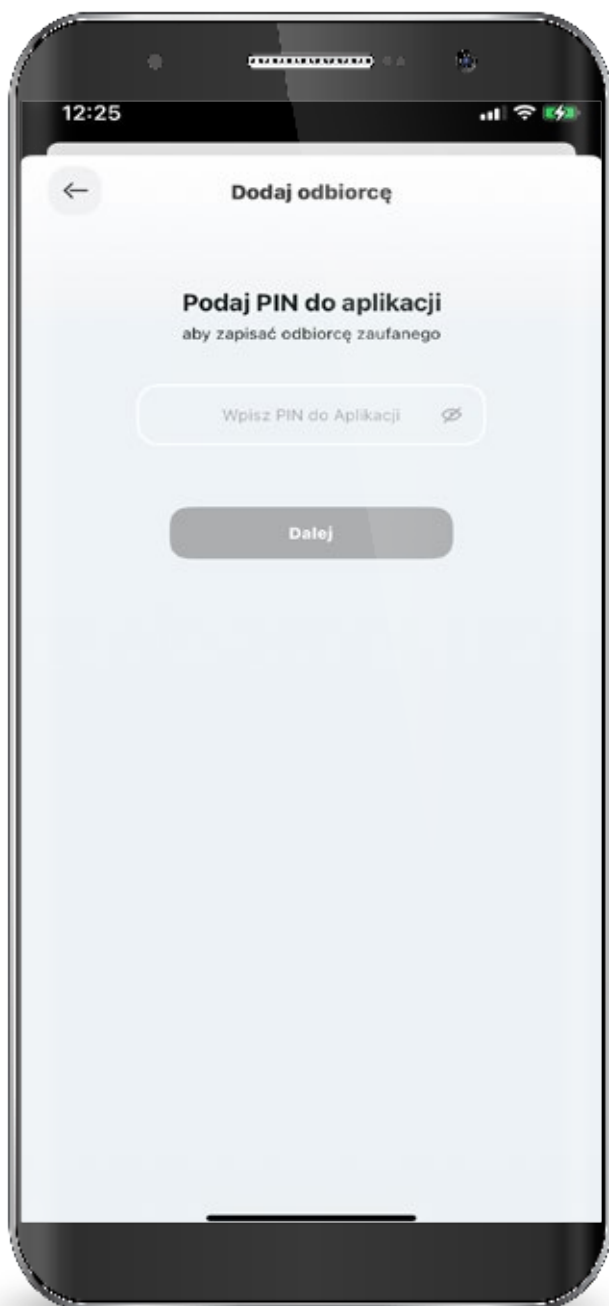 12:25
Dodaj odbiorcę
Podaj PIN do aplikacji
aby zapisać odbiorcę zaufanego
Wpisz PIN do Aplikacji
Dalej